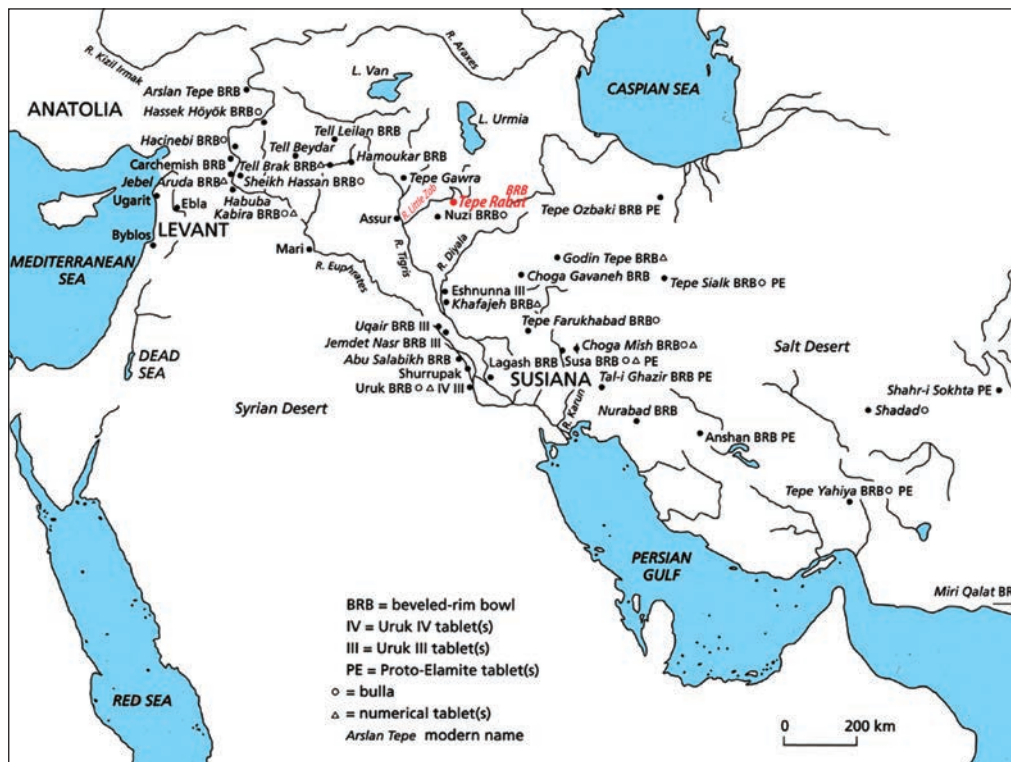 R. Kizil Irmak
R. Araxes
L. Van
CASPIAN SEA
ANATOLIA
Arslan Tepe BRB
Hassek Höyök BRB○
L. Urmia
Hacinebi BRB○
Tell Leilan BRB
Tell Beydar
Hamoukar BRB
Carchemish BRB
Tell Brak BRB△
Tepe Gawra
Jebel
Aruda BRB△
Sheikh Hassan BRB○
BRB
Tepe Rabat
R. Little Zab
Ugarit
Ebla
Habuba
Kabira BRB○△
Assur
Nuzi BRB○
Tepe Ozbaki BRB PE
LEVANT
Byblos
Mari
R. Tigris
R. Diyala
Godin Tepe BRB△
Choga Gavaneh BRB
MEDITERRANEAN
SEA
R. Euphrates
Tepe Sialk BRB○ PE
Eshnunna III
Khafajeh BRB△
Uqair BRB III
Tepe Farukhabad BRB○
Jemdet Nasr BRB III
Choga Mish BRB○△
DEAD
SEA
Abu Salabikh BRB
Lagash BRB
Susa BRB○△ PE
Salt Desert
Shurrupak
SUSIANA
Tal-i Ghazir BRB PE
Uruk BRB○△ IV III
Shahr-i Sokhta PE
Syrian Desert
R. Karun
Nurabad BRB
Shadad○
Anshan BRB PE
Tepe Yahiya BRB○ PE
PERSIAN
GULF
Miri Qalat BR
RED SEA
BRB = beveled-rim bowl
IV = Uruk IV tablet(s)
III = Uruk III tablet(s)
PE = Proto-Elamite tablet(s)
○ = bulla
△ = numerical tablet(s)
Arslan Tepe modern name
0 200 km